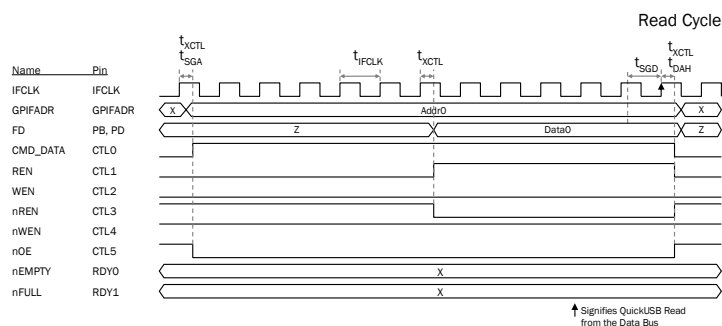 Read Cycle
tXCTL
tSGA
tIFCLK
tXCTL
tSGD
tXCTL
tDAH
Name Pin
IFCLK IFCLK
GPIFADR GPIFADR X Addr0 X
FD PB, PD Z Data0 Z
CMD_DATA CTL0
REN CTL1
WEN CTL2
nREN CTL3
nWEN CTL4
nOE CTL5
nEMPTY RDY0 X
nFULL RDY1 X
Signifies QuickUSB Read
from the Data Bus